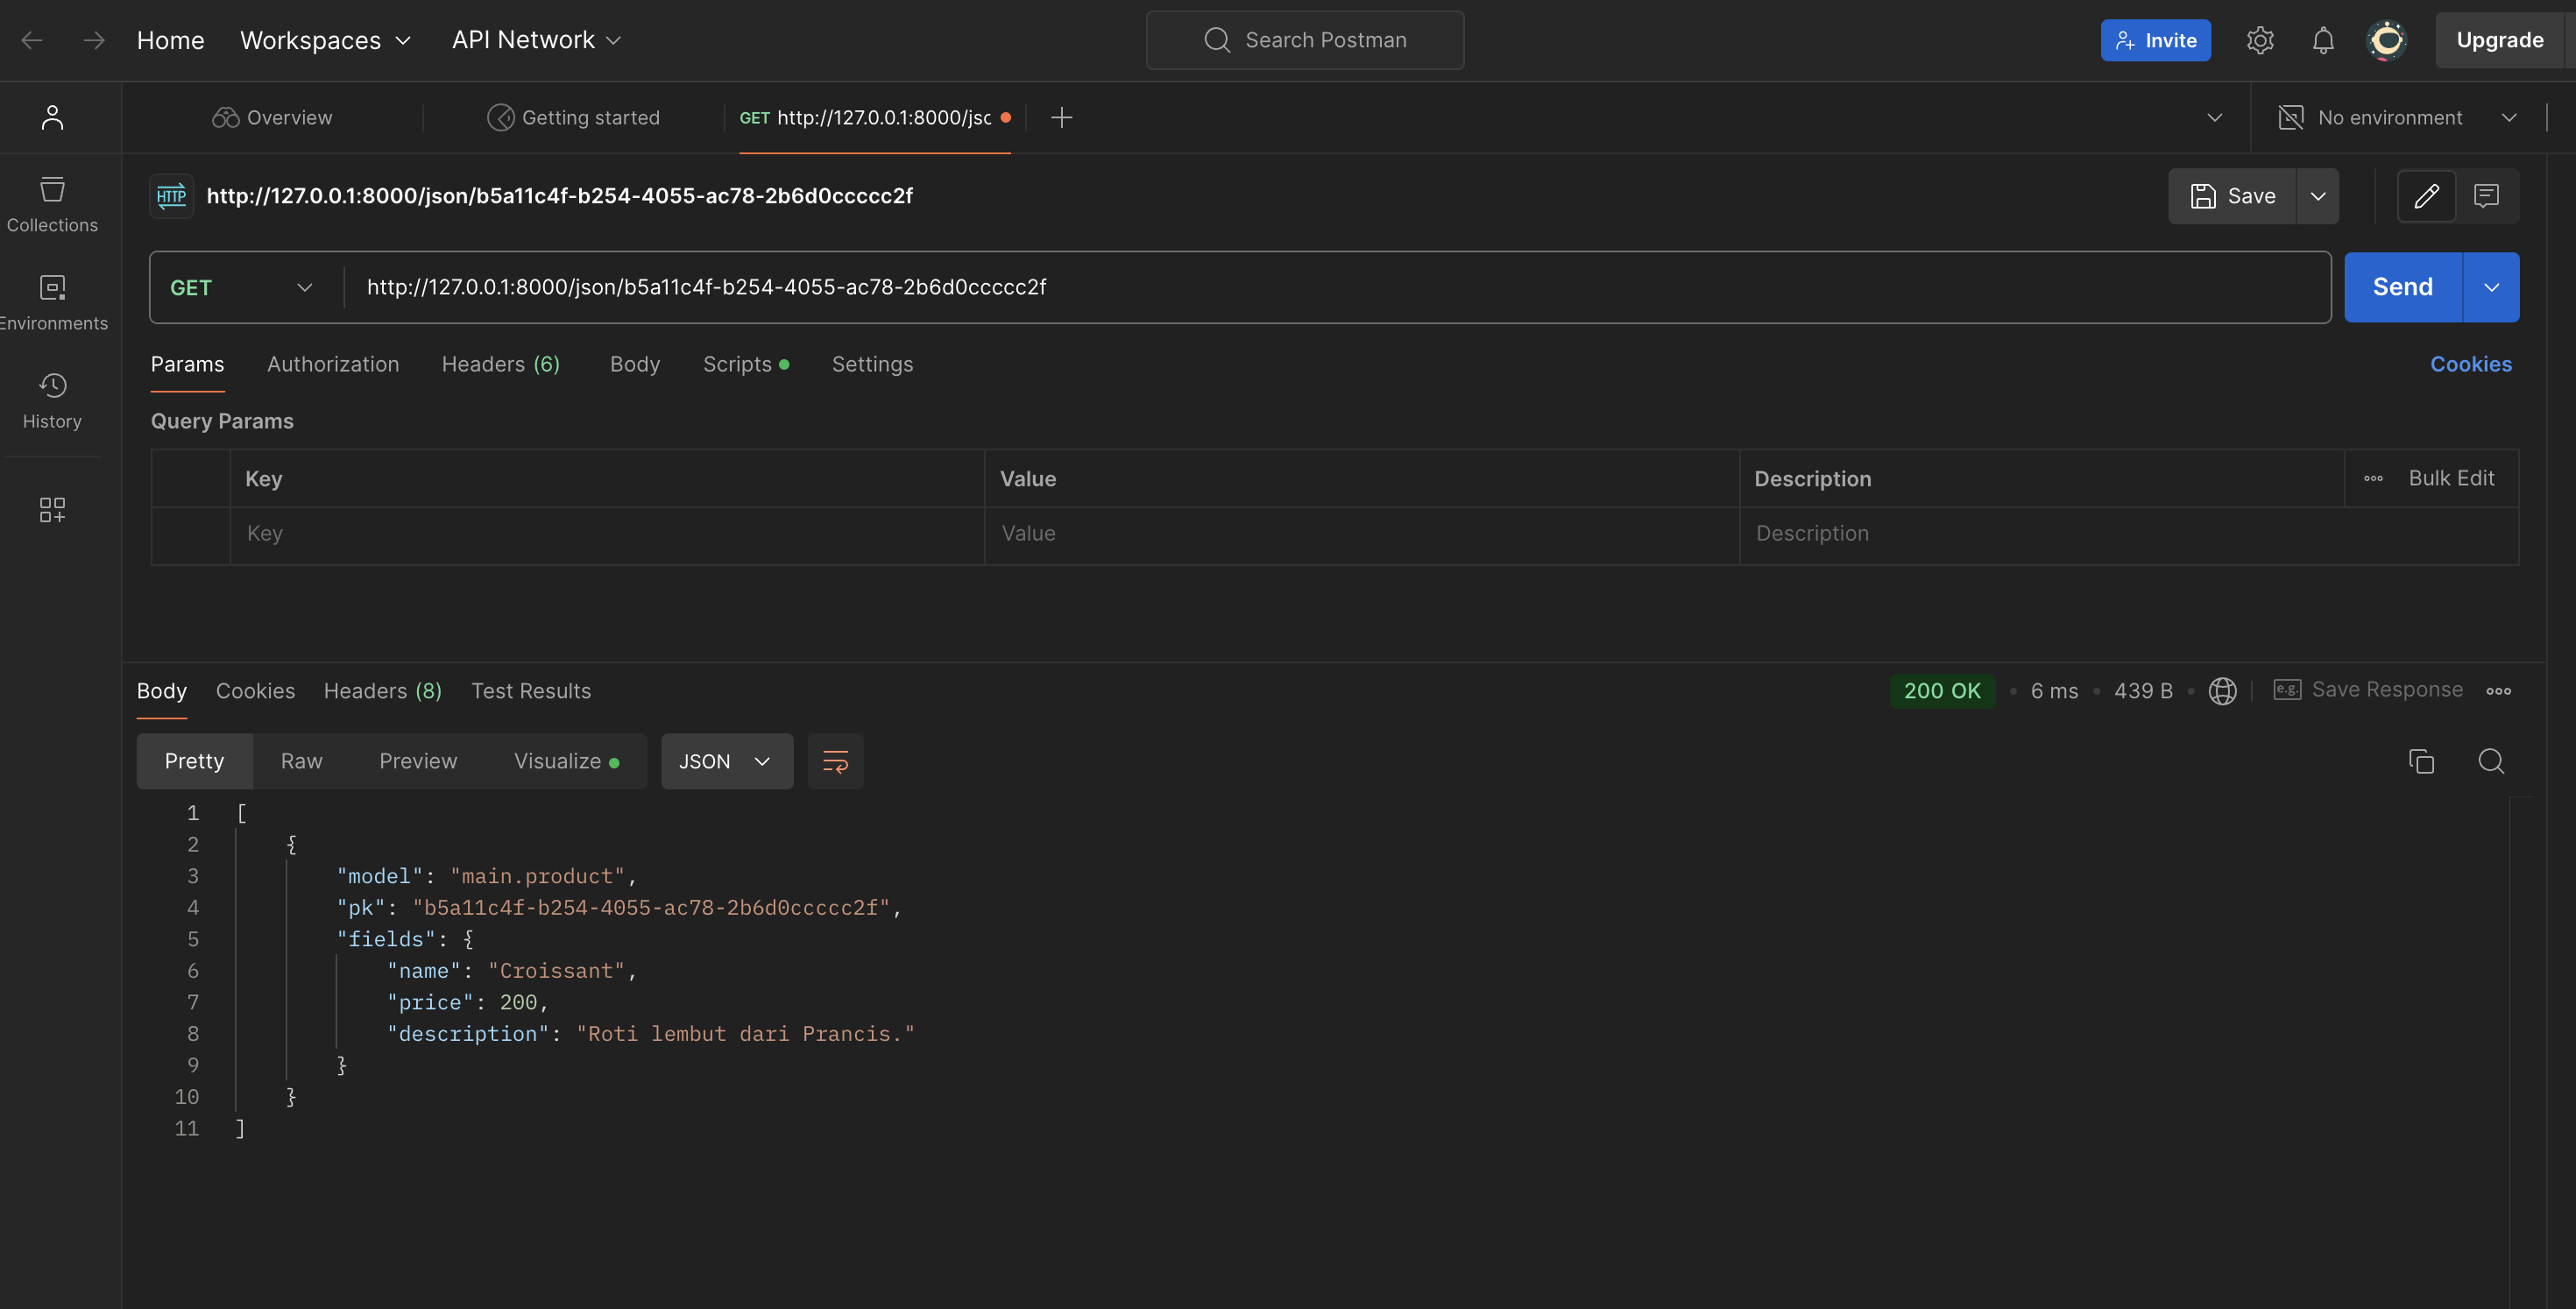 Home Workspaces API Network Search Postman Invite Upgrade
Overview Getting started GET http://127.0.0.1:8000/jsc No environment
HTTP http://127.0.0.1:8000/json/b5a11c4f-b254-4055-ac78-2b6d0ccccc2f Save
Collections
GET http://127.0.0.1:8000/json/b5a11c4f-b254-4055-ac78-2b6d0ccccc2f Send
Environments
Params Authorization Headers (6) Body Scripts Settings Cookies
History
Query Params
Key Value Description Bulk Edit
Key Value Description
Body Cookies Headers (8) Test Results 200 OK 6 ms 439 B e.g. Save Response
Pretty Raw Preview Visualize JSON
1 [
2 {
3 "model": "main.product",
4 "pk": "b5a11c4f-b254-4055-ac78-2b6d0ccccc2f",
5 "fields": {
6 "name": "Croissant",
7 "price": 200,
8 "description": "Roti lembut dari Prancis."
9 }
10 }
11 ]